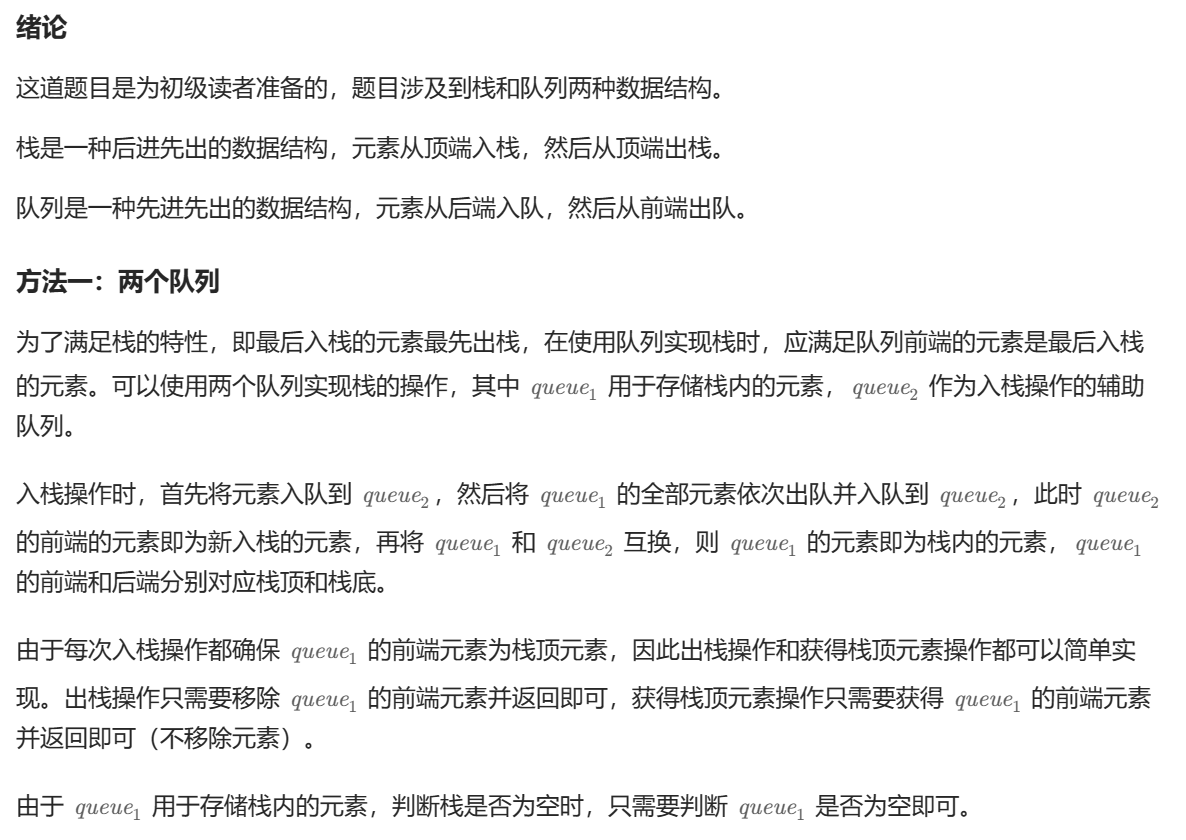 绪论
这道题目是为初级读者准备的，题目涉及到栈和队列两种数据结构。
栈是一种后进先出的数据结构，元素从顶端入栈，然后从顶端出栈。
队列是一种先进先出的数据结构，元素从后端入队，然后从前端出队。
方法一：两个队列
为了满足栈的特性，即最后入栈的元素最先出栈，在使用队列实现栈时，应满足队列前端的元素是最后入栈
的元素。可以使用两个队列实现栈的操作，其中 queue₁ 用于存储栈内的元素， queue₂ 作为入栈操作的辅助
队列。
入栈操作时，首先将元素入队到 queue₂，然后将 queue₁ 的全部元素依次出队并入队到 queue₂，此时 queue₂
的前端的元素即为新入栈的元素，再将 queue₁ 和 queue₂ 互换，则 queue₁ 的元素即为栈内的元素， queue₁
的前端和后端分别对应栈顶和栈底。
由于每次入栈操作都确保 queue₁ 的前端元素为栈顶元素，因此出栈操作和获得栈顶元素操作都可以简单实
现。出栈操作只需要移除 queue₁ 的前端元素并返回即可，获得栈顶元素操作只需要获得 queue₁ 的前端元素
并返回即可（不移除元素）。
由于 queue₁ 用于存储栈内的元素，判断栈是否为空时，只需要判断 queue₁ 是否为空即可。